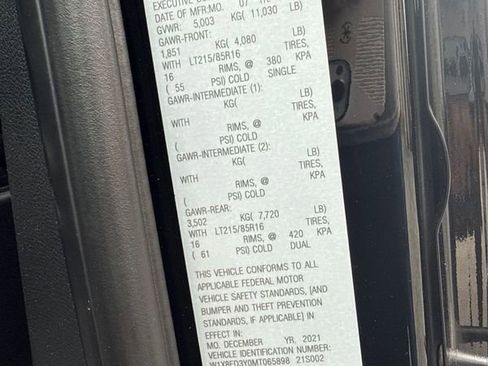 DATE OF MFR:MO. 07
GVWR: 5,003 KG( 11,030 LB)
GAWR-FRONT:
1,851 KG( 4,080 LB)
WITH LT215/85R16 TIRES,
16 RIMS, @ 380 KPA
( 55 PSI) COLD SINGLE
GAWR-INTERMEDIATE (1):
KG( LB)
WITH TIRES,
RIMS, @ KPA
( PSI) COLD
GAWR-INTERMEDIATE (2):
KG( LB)
WITH TIRES,
RIMS, @ KPA
( PSI) COLD
GAWR-REAR:
3,502 KG( 7,720 LB)
WITH LT215/85R16 TIRES,
16 RIMS, @ 420 KPA
( 61 PSI) COLD DUAL
THIS VEHICLE CONFORMS TO ALL
APPLICABLE FEDERAL MOTOR
VEHICLE SAFETY STANDARDS, [AND
BUMPER AND THEFT PREVENTION
STANDARDS, IF APPLICABLE] IN
EFFECT IN:
MO. DECEMBER YR. 2021
VEHICLE IDENTIFICATION NUMBER:
W1X8FD3Y0MT065898 21S002